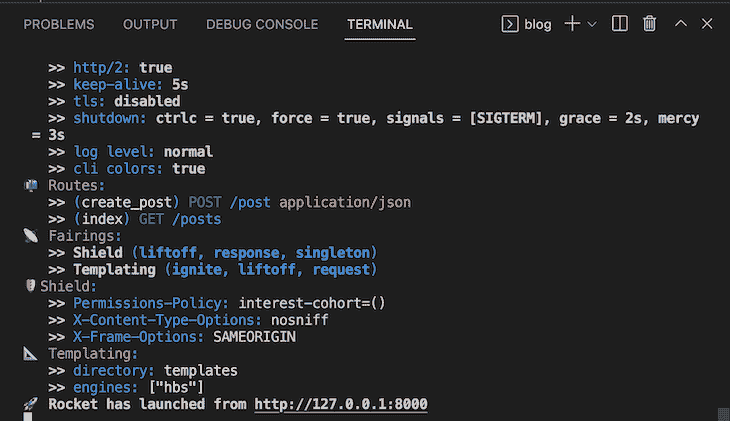 PROBLEMS OUTPUT DEBUG CONSOLE TERMINAL blog
>> http/2: true
>> keep-alive: 5s
>> tls: disabled
>> shutdown: ctrlc = true, force = true, signals = [SIGTERM], grace = 2s, mercy
= 3s
>> log level: normal
>> cli colors: true
📬 Routes:
>> (create_post) POST /post application/json
>> (index) GET /posts
📡 Fairings:
>> Shield (liftoff, response, singleton)
>> Templating (ignite, liftoff, request)
🛡️Shield:
>> Permissions-Policy: interest-cohort=()
>> X-Content-Type-Options: nosniff
>> X-Frame-Options: SAMEORIGIN
📐 Templating:
>> directory: templates
>> engines: ["hbs"]
🚀 Rocket has launched from http://127.0.0.1:8000